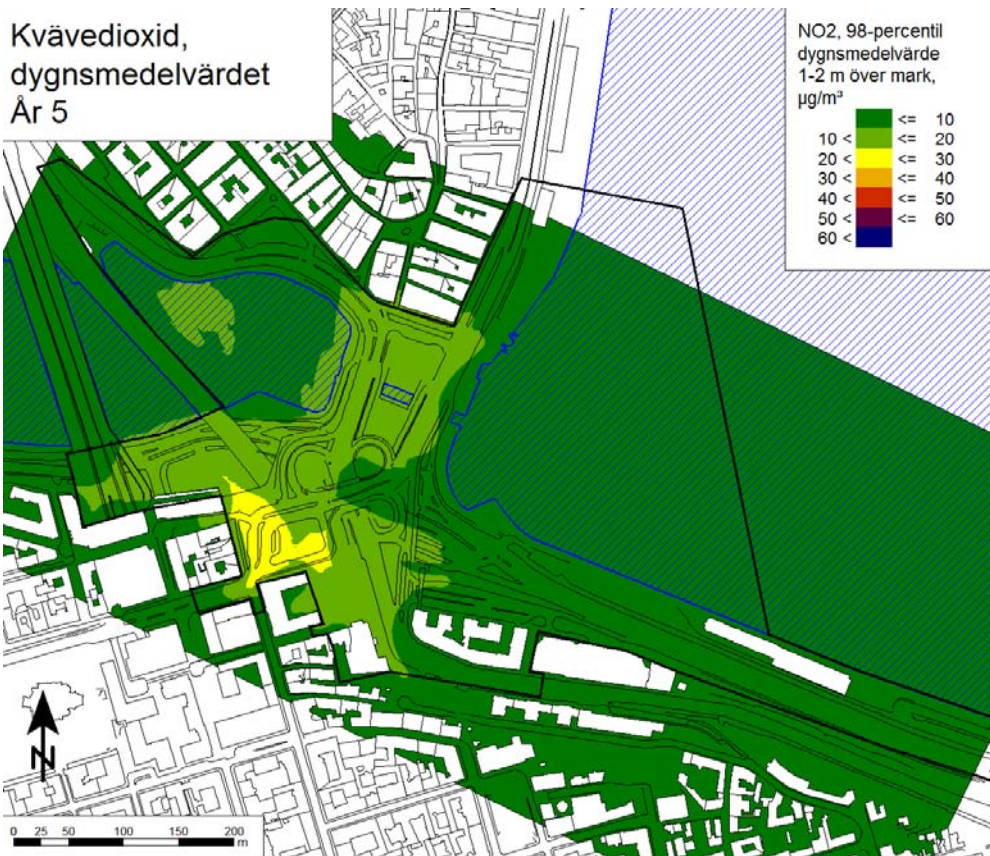 Kvävedioxid,
dygnsmedelvärdet
År 5
NO2, 98-percentil
dygnsmedelvärde
1-2 m över mark,
µg/m³
<= 10
10 < <= 20
20 < <= 30
30 < <= 40
40 < <= 50
50 < <= 60
60 <
N
0 25 50 100 150 200
m